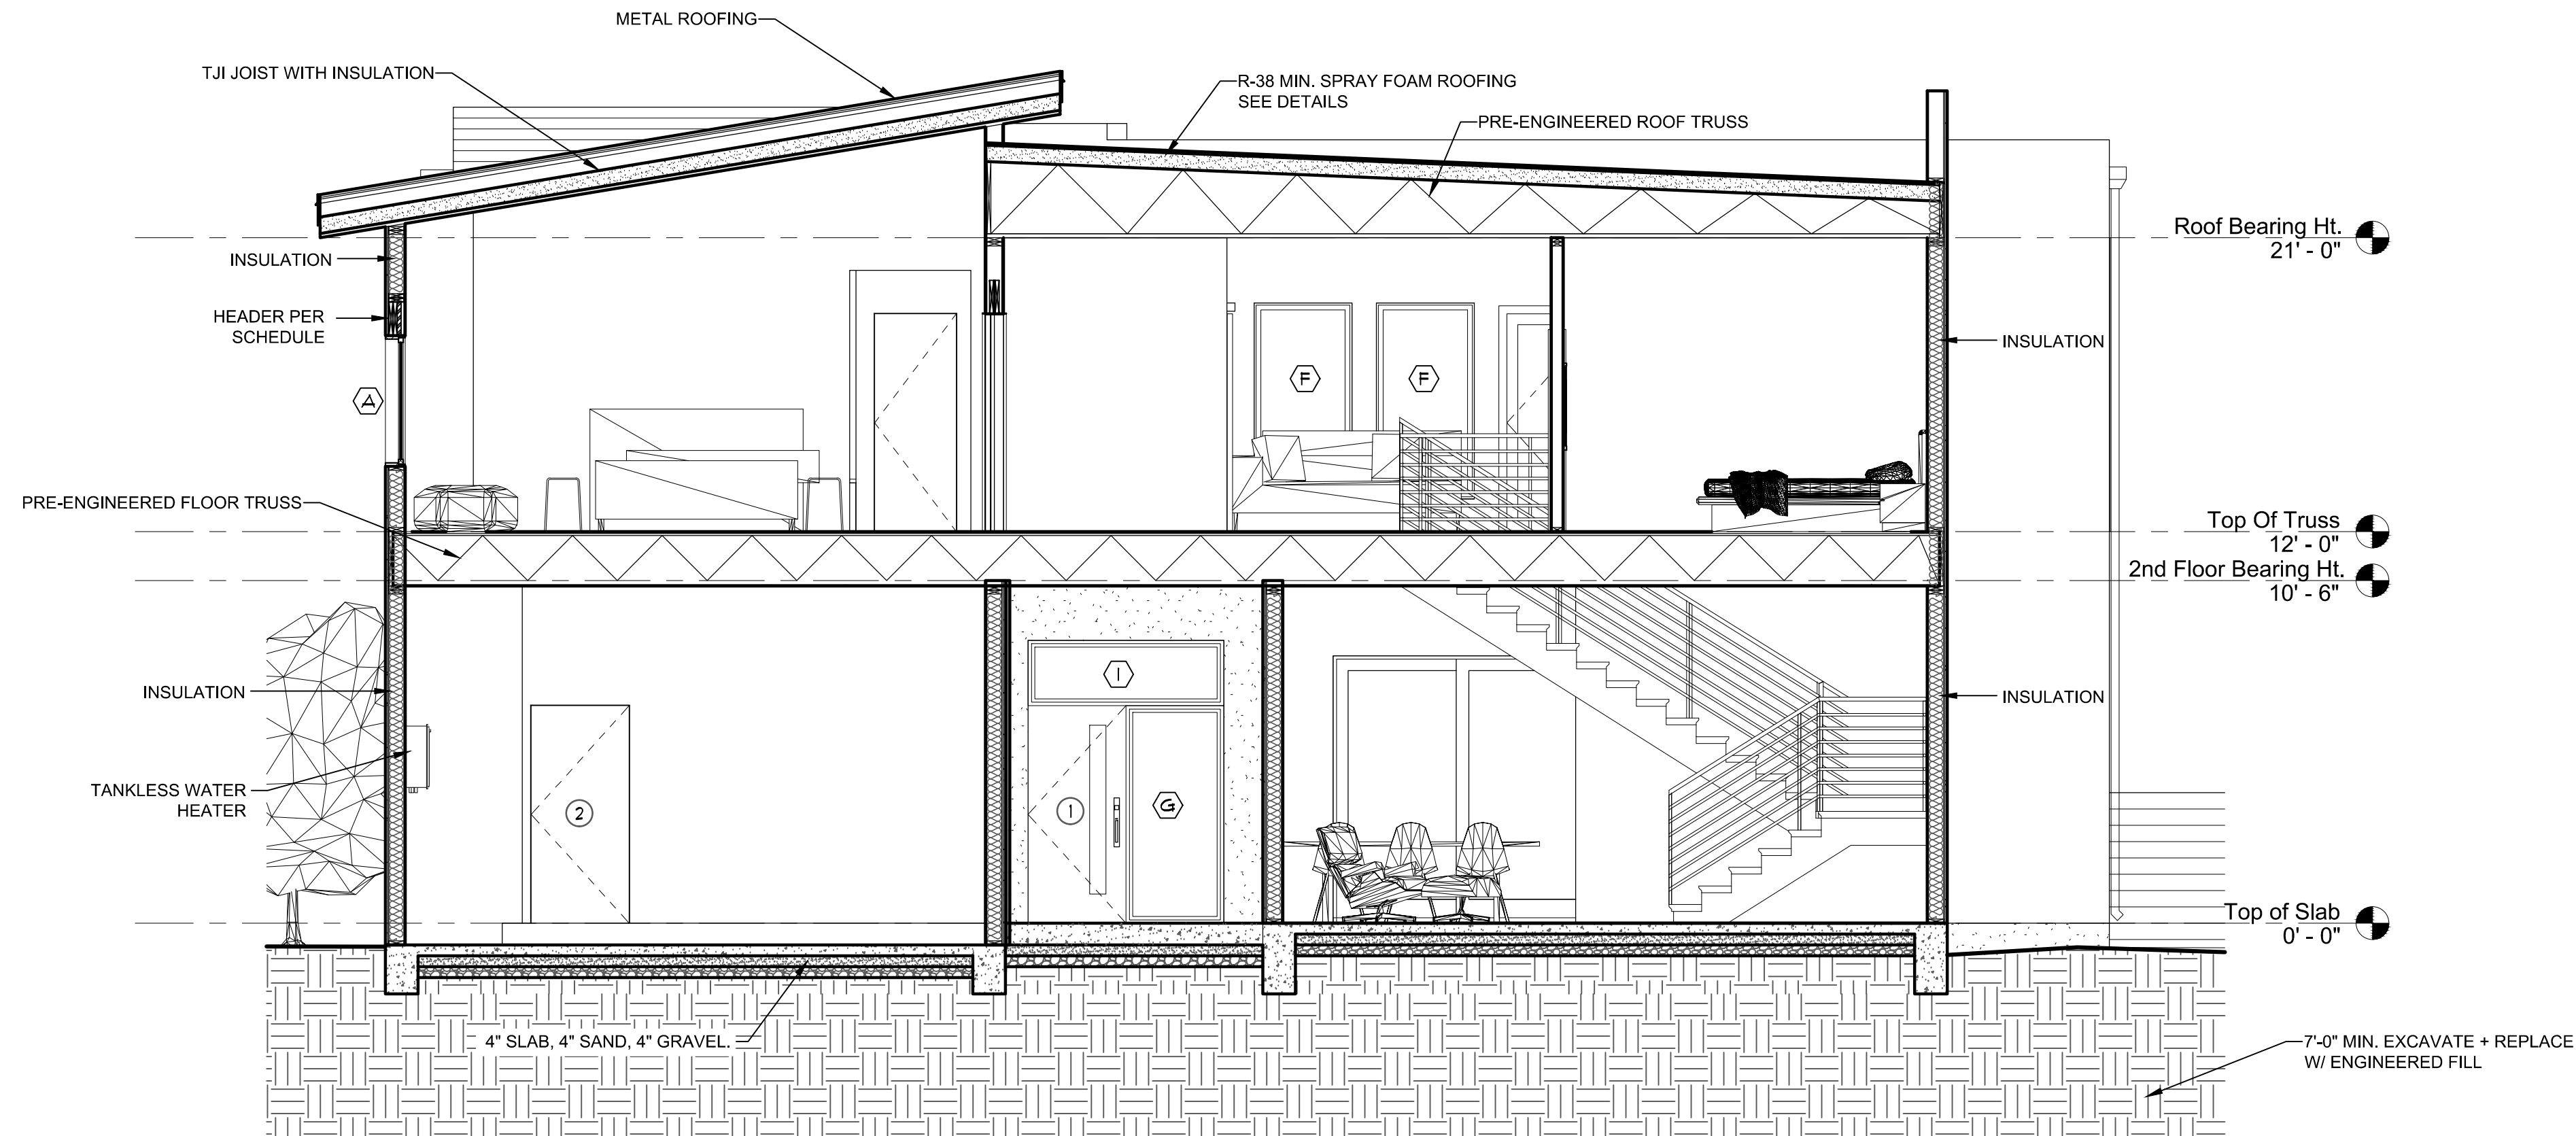 METAL ROOFING
TJI JOIST WITH INSULATION
R-38 MIN. SPRAY FOAM ROOFING
SEE DETAILS
PRE-ENGINEERED ROOF TRUSS
Roof Bearing Ht.
21' - 0"
INSULATION
HEADER PER
SCHEDULE
INSULATION
F
F
A
PRE-ENGINEERED FLOOR TRUSS
Top Of Truss
12' - 0"
2nd Floor Bearing Ht.
10' - 6"
I
INSULATION
INSULATION
TANKLESS WATER
HEATER
2
1
G
Top of Slab
0' - 0"
4" SLAB, 4" SAND, 4" GRAVEL.
7'-0" MIN. EXCAVATE + REPLACE
W/ ENGINEERED FILL